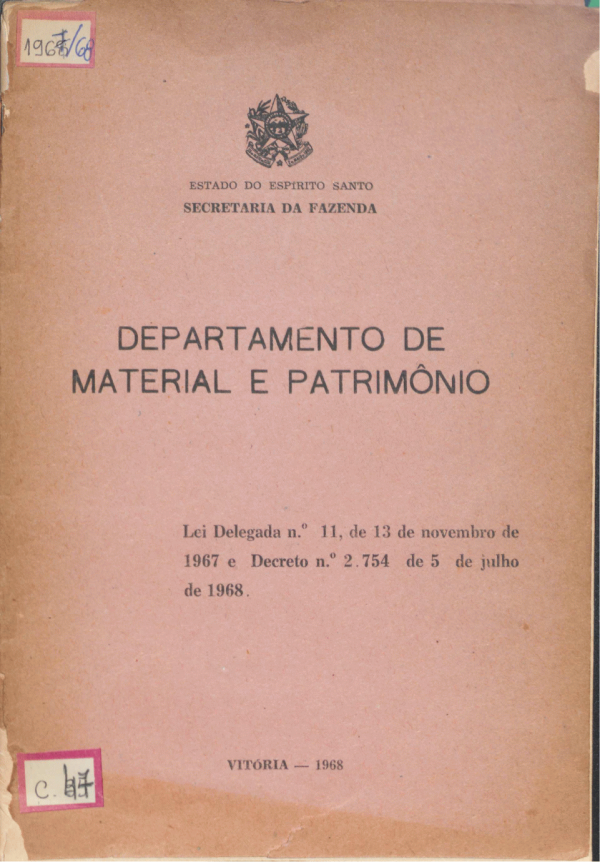 ESTADO DO ESPÍRITO SANTO
SECRETARIA DA FAZENDA
DEPARTAMENTO DE
MATERIAL E PATRIMÔNIO
Lei Delegada n.º 11, de 13 de novembro de
1967 e Decreto n.º 2.754 de 5 de julho
de 1968.
VITÓRIA — 1968
C.